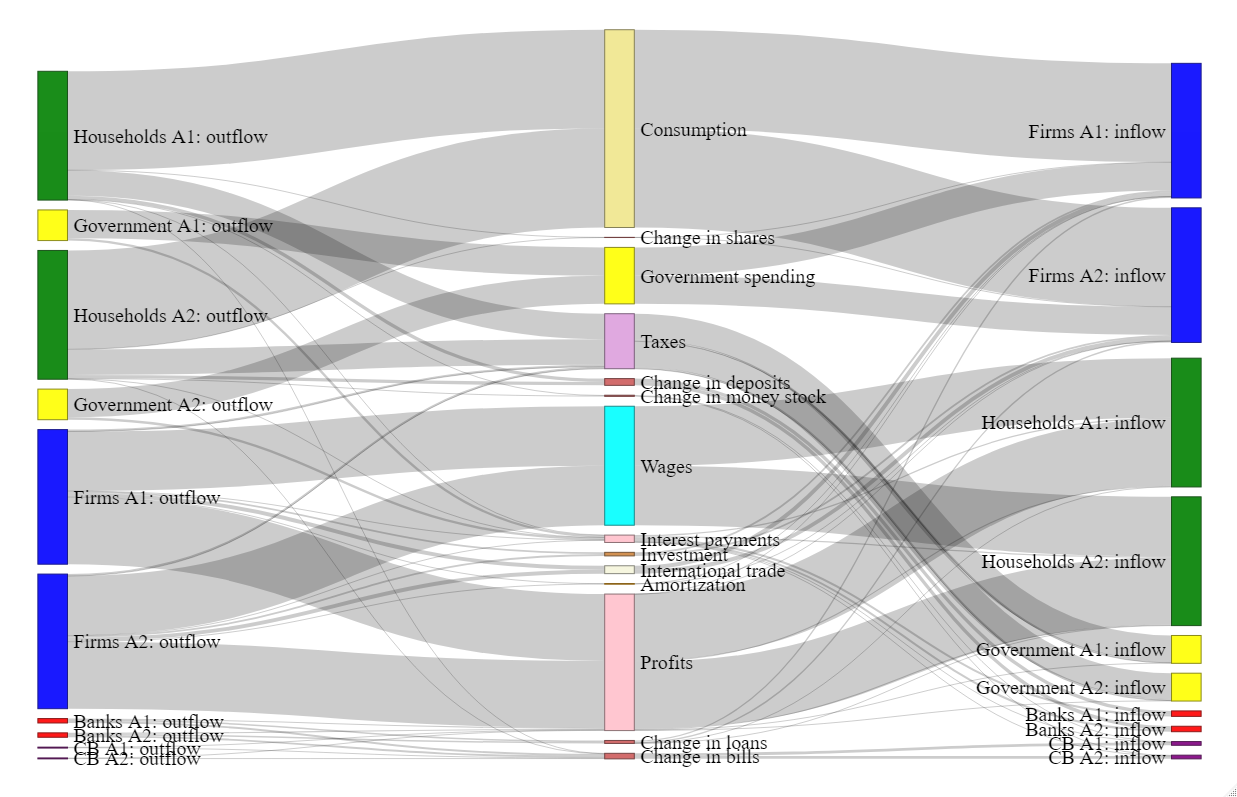 Households A1: outflow
Government A1: outflow
Households A2: outflow
Government A2: outflow
Firms A1: outflow
Firms A2: outflow
Banks A1: outflow
Banks A2: outflow
CB A1: outflow
CB A2: outflow
Consumption
Change in shares
Government spending
Taxes
Change in deposits
Change in money stock
Wages
Interest payments
Investment
International trade
Amortization
Profits
Change in loans
Change in bills
Firms A1: inflow
Firms A2: inflow
Households A1: inflow
Households A2: inflow
Government A1: inflow
Government A2: inflow
Banks A1: inflow
Banks A2: inflow
CB A1: inflow
CB A2: inflow